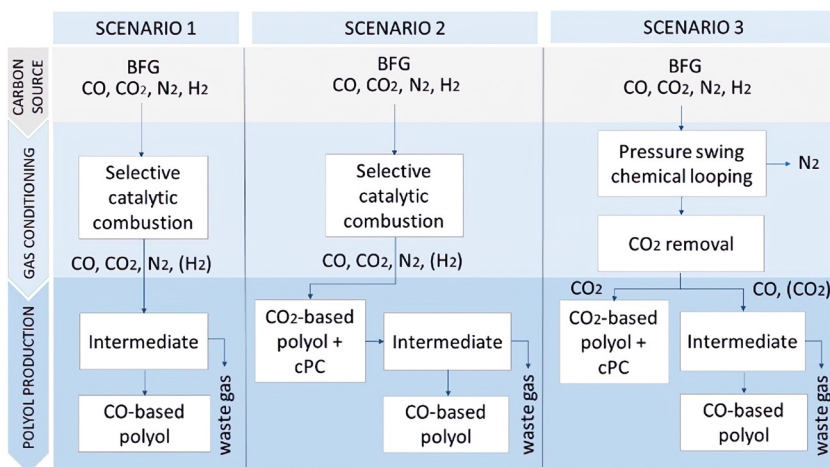 SCENARIO 1
SCENARIO 2
SCENARIO 3
CARBON
SOURCE
GAS CONDITIONING
POLYOL PRODUCTION
BFG
CO, CO2, N2, H2
Selective
catalytic
combustion
CO, CO2, N2, (H2)
Intermediate
waste gas
CO-based
polyol
BFG
CO, CO2, N2, H2
Selective
catalytic
combustion
CO, CO2, N2, (H2)
CO2-based
polyol +
cPC
Intermediate
waste gas
CO-based
polyol
BFG
CO, CO2, N2, H2
Pressure swing
chemical looping
N2
CO2 removal
CO2
CO, (CO2)
CO2-based
polyol +
cPC
Intermediate
waste gas
CO-based
polyol